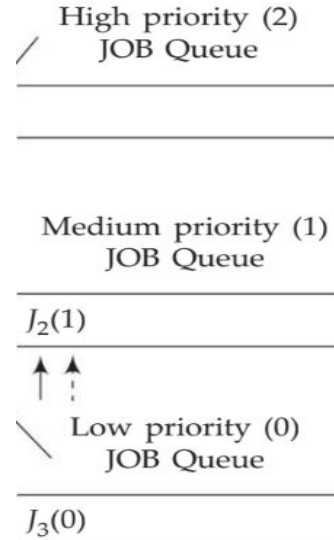 High priority (2)
JOB Queue
Medium priority (1)
JOB Queue
J₂(1)
Low priority (0)
JOB Queue
J₃(0)